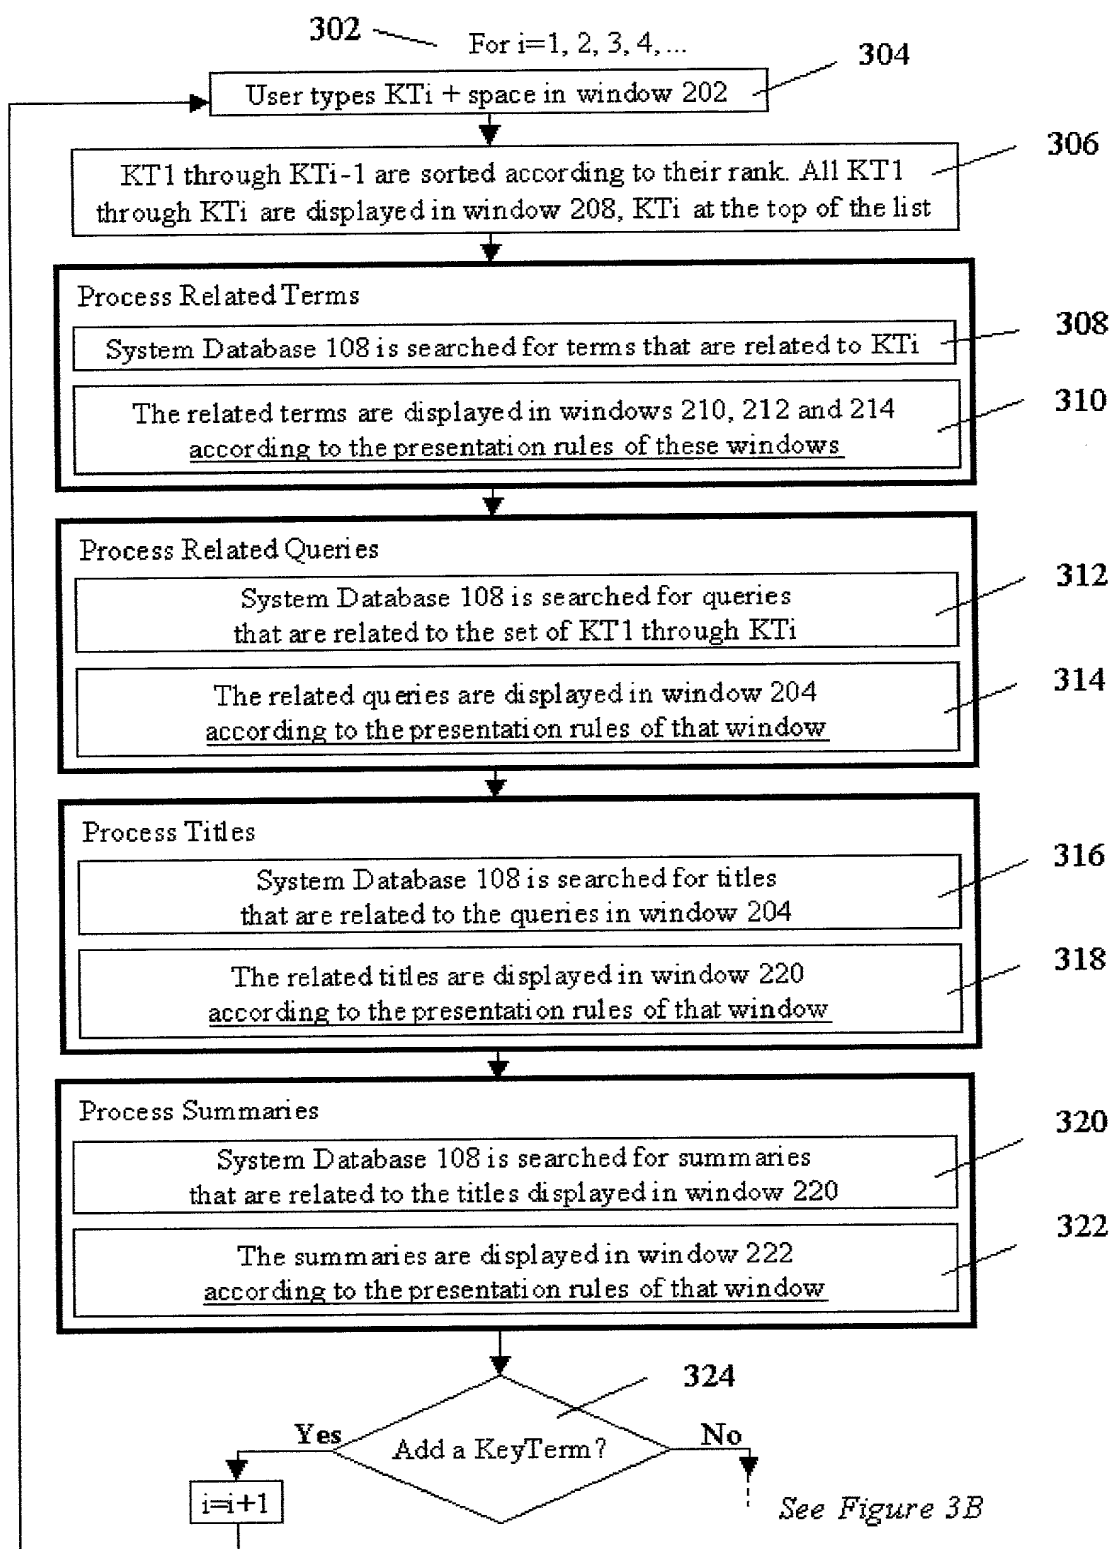 302
For i=1, 2, 3, 4, ...
304
User types KTi + space in window 202
306
KT1 through KTi-1 are sorted according to their rank. All KT1
through KTi are displayed in window 208, KTi at the top of the list
Process Related Terms
308
System Database 108 is searched for terms that are related to KTi
310
The related terms are displayed in windows 210, 212 and 214
according to the presentation rules of these windows
Process Related Queries
312
System Database 108 is searched for queries
that are related to the set of KT1 through KTi
314
The related queries are displayed in window 204
according to the presentation rules of that window
Process Titles
316
System Database 108 is searched for titles
that are related to the queries in window 204
318
The related titles are displayed in window 220
according to the presentation rules of that window
Process Summaries
320
System Database 108 is searched for summaries
that are related to the titles displayed in window 220
322
The summaries are displayed in window 222
according to the presentation rules of that window
324
Yes
Add a KeyTerm?
No
i=i+1
See Figure 3B